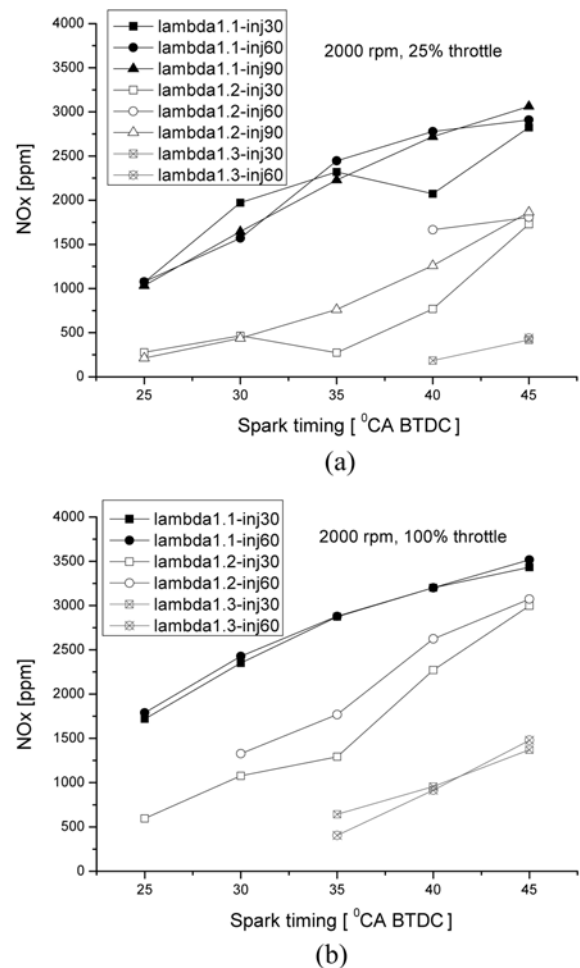 4000
3500
3000
2500
2000
1500
1000
500
0
NOx [ppm]
lambda1.1-inj30
lambda1.1-inj60
lambda1.1-inj90
lambda1.2-inj30
lambda1.2-inj60
lambda1.2-inj90
lambda1.3-inj30
lambda1.3-inj60
2000 rpm, 25% throttle
25 30 35 40 45
Spark timing [ ⁰CA BTDC]
(a)
4000
3500
3000
2500
2000
1500
1000
500
0
NOx [ppm]
lambda1.1-inj30
lambda1.1-inj60
lambda1.2-inj30
lambda1.2-inj60
lambda1.3-inj30
lambda1.3-inj60
2000 rpm, 100% throttle
25 30 35 40 45
Spark timing [ ⁰CA BTDC]
(b)